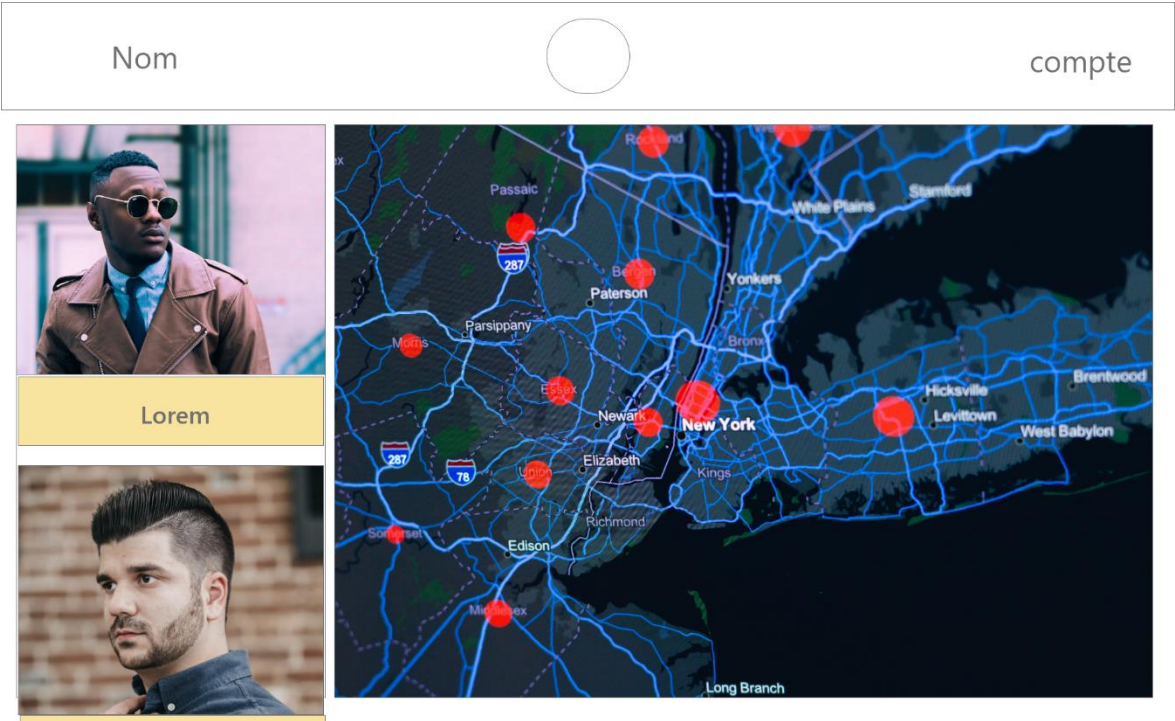 Nom
compte
Lorem
Rockland
Passaic
Stamford
White Plains
287
Bergen
Yonkers
Paterson
Parsippany
Morris
Bronx
Essex
Brentwood
Hicksville
Newark
New York
Levittown
West Babylon
287
78
Union
Elizabeth
Kings
Richmond
Somerset
Edison
Middlesex
Long Branch